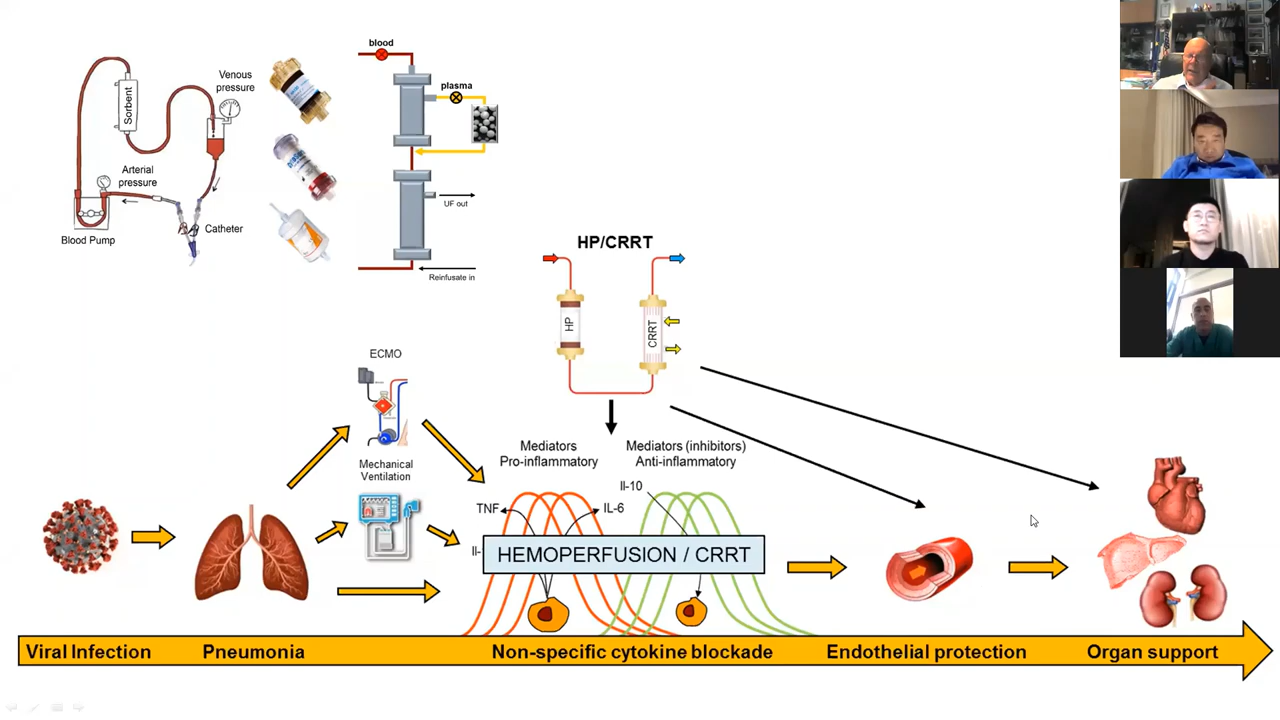 blood
Venous
pressure
plasma
Sorbent
Arterial
pressure
UF out
Catheter
Blood Pump
Reinfusate in
HP/CRRT
HP
CRRT
ECMO
Mediators
Pro-inflammatory
Mediators (inhibitors)
Anti-inflammatory
Mechanical
Ventilation
Il-10
TNF
IL-6
Il-
HEMOPERFUSION / CRRT
Viral Infection
Pneumonia
Non-specific cytokine blockade
Endothelial protection
Organ support